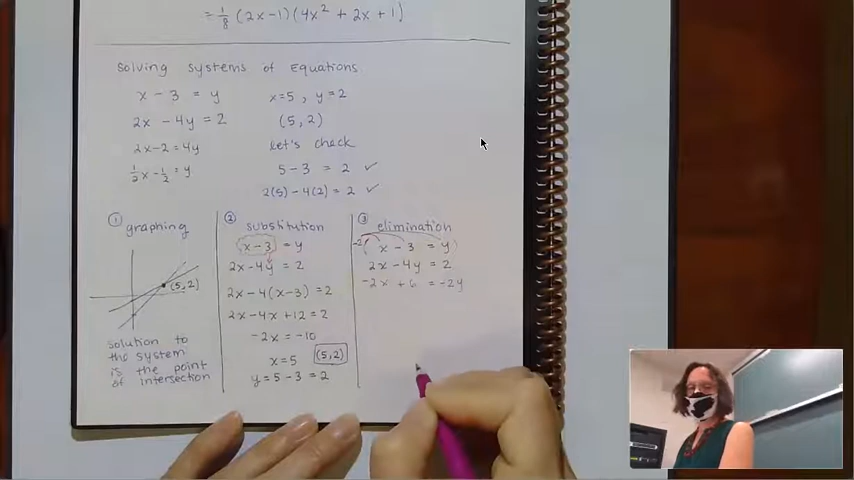 = 1/8 (2x-1)(4x² + 2x + 1)
Solving systems of Equations
x - 3 = y
2x - 4y = 2
2x - 2 = 4y
1/2x - 1/2 = y
x=5, y=2
(5, 2)
let's check
5 - 3 = 2 ✓
2(5) - 4(2) = 2 ✓
① graphing
(5,2)
solution to
the system
is the point
of intersection
② substitution
x-3 = y
2x-4y = 2
2x-4(x-3) = 2
2x-4x+12 = 2
-2x = -10
x=5 (5,2)
y=5-3 =2
③ elimination
-2( x - 3 = y)
2x - 4y = 2
-2x + 6 = -2y